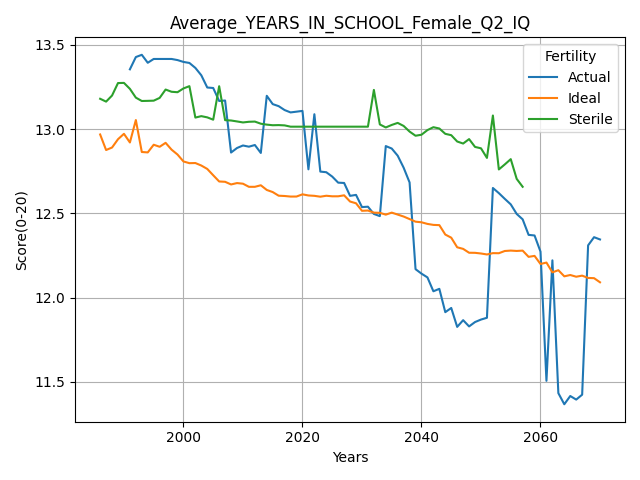 Average_YEARS_IN_SCHOOL_Female_Q2_IQ
Fertility
Actual
Ideal
Sterile
Score(0-20)
13.5
13.0
12.5
12.0
11.5
2000 2020 2040 2060
Years